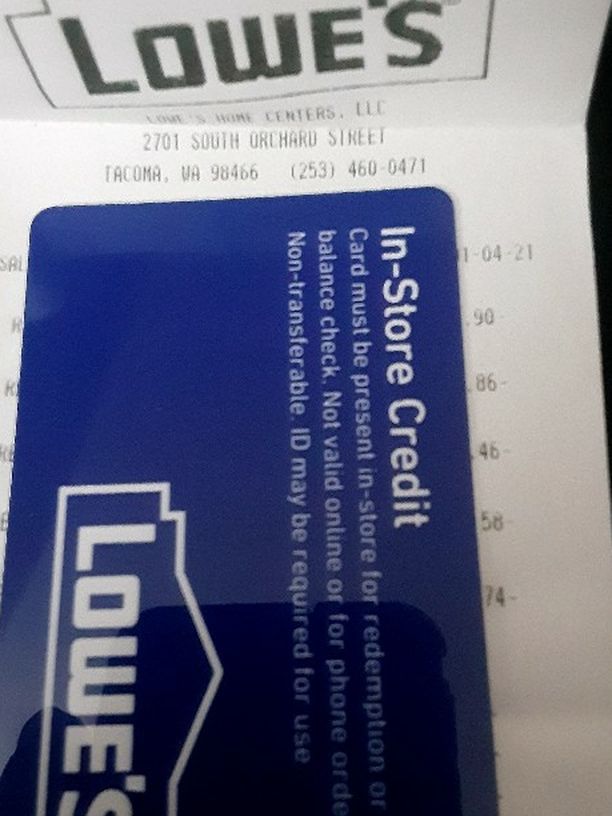 LOWE'S
LOWE'S HOME CENTERS, LLC
2701 SOUTH ORCHARD STREET
TACOMA, WA 98466 (253) 460-0471
SAL
1-04-21
.90-
.86-
.46-
58-
74-
In-Store Credit
Card must be present in-store for redemption or
balance check. Not valid online or for phone orde
Non-transferable. ID may be required for use
LOWE'S